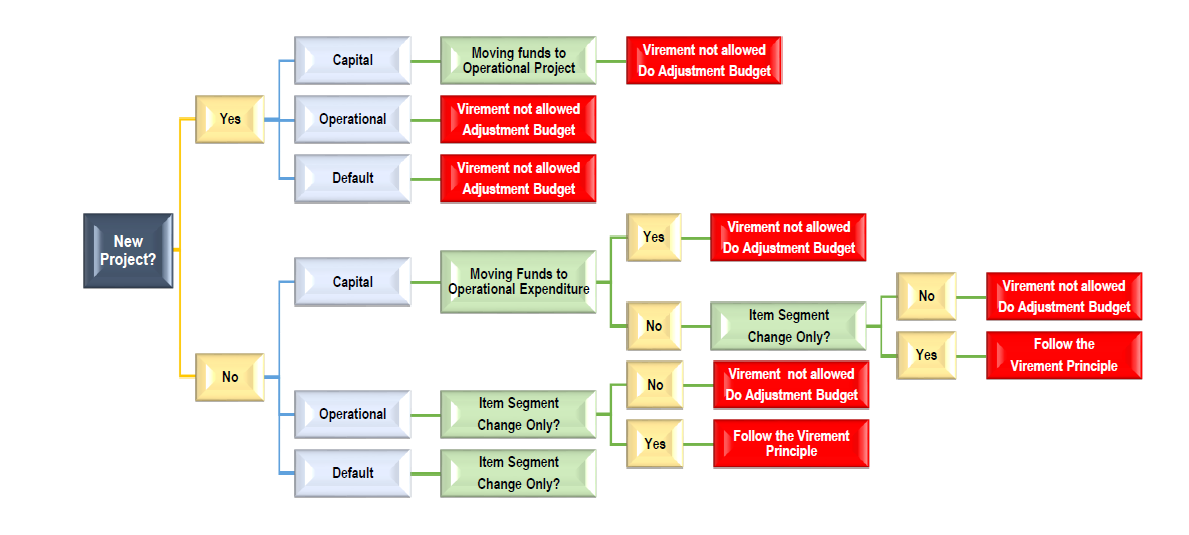 New
Project?
Yes
Capital
Moving funds to
Operational Project
Virement not allowed
Do Adjustment Budget
Operational
Virement not allowed
Adjustment Budget
Default
Virement not allowed
Adjustment Budget
No
Capital
Moving Funds to
Operational Expenditure
Yes
Virement not allowed
Do Adjustment Budget
No
Item Segment
Change Only?
No
Virement not allowed
Do Adjustment Budget
Yes
Follow the
Virement Principle
Operational
Item Segment
Change Only?
No
Virement not allowed
Do Adjustment Budget
Yes
Follow the Virement
Principle
Default
Item Segment
Change Only?